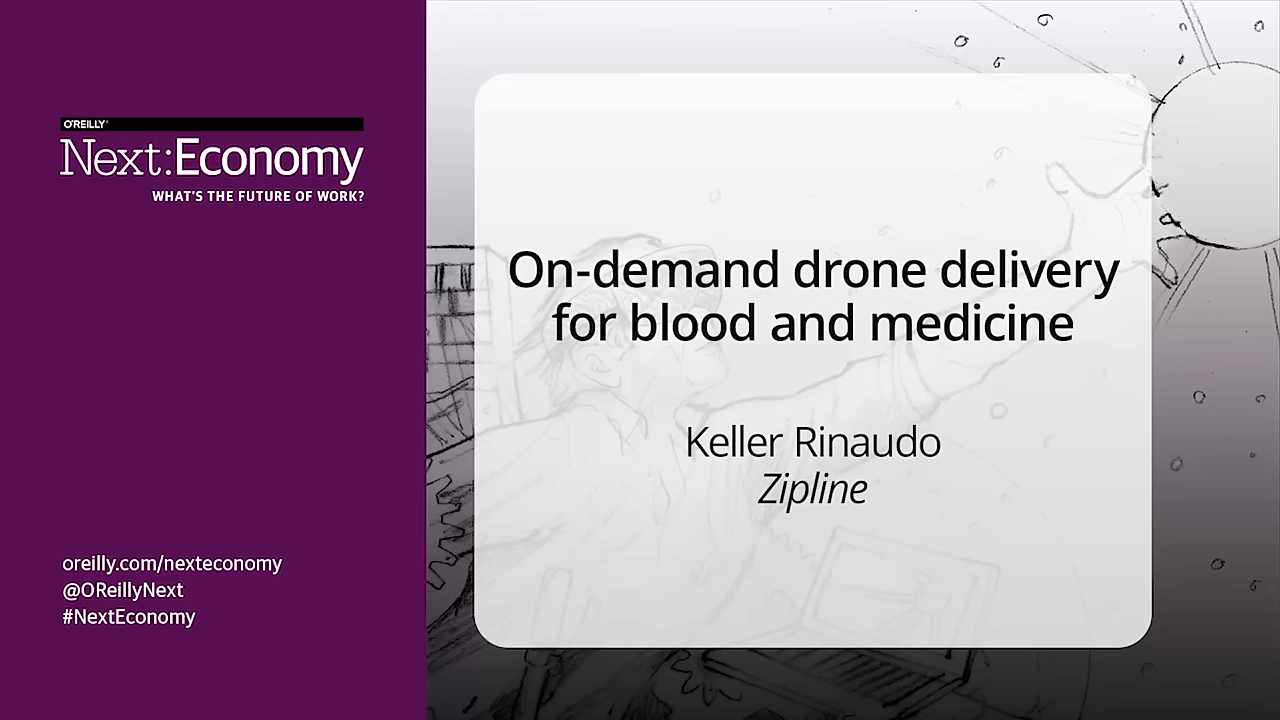 O'REILLY®
Next:Economy
WHAT'S THE FUTURE OF WORK?
On-demand drone delivery
for blood and medicine
Keller Rinaudo
Zipline
oreilly.com/nexteconomy
@OReillyNext
#NextEconomy